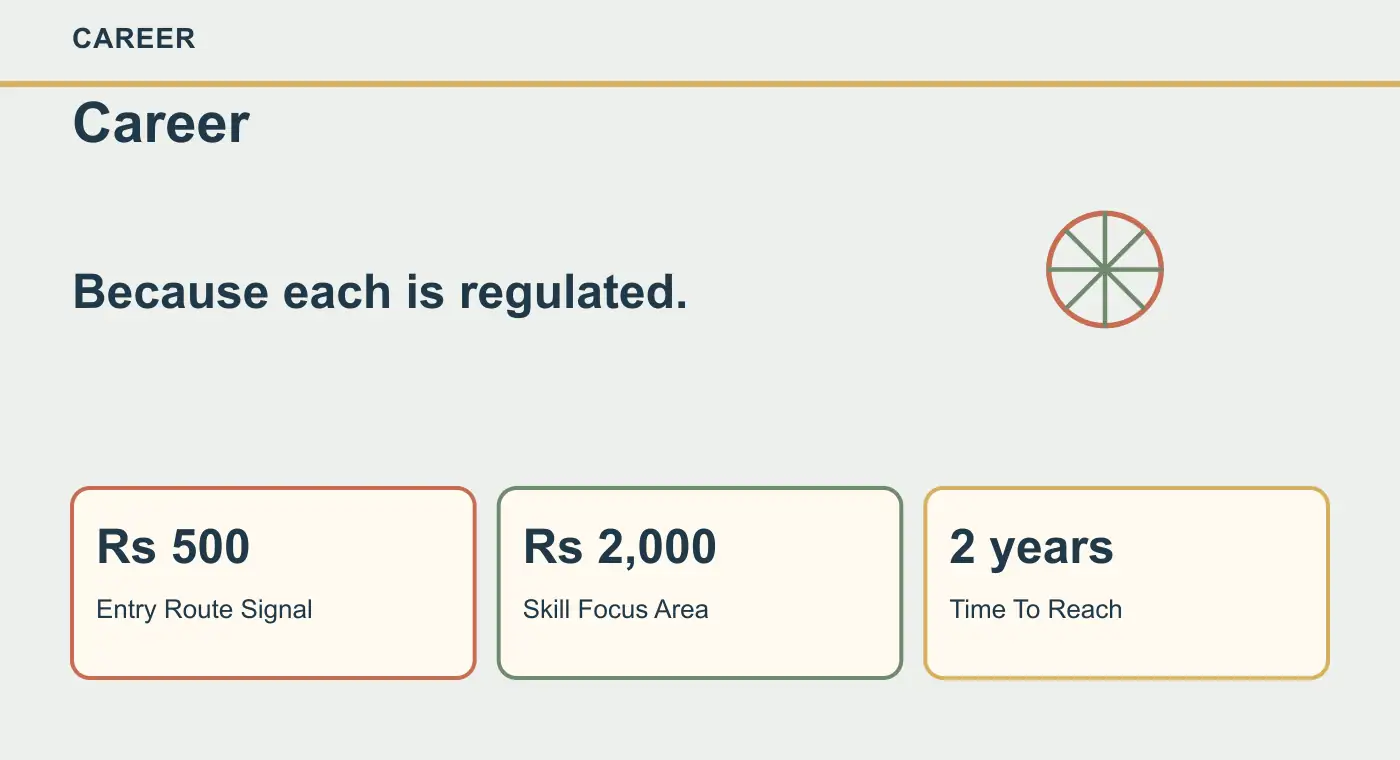 CAREER
Career
Because each is regulated.
Rs 500
Entry Route Signal
Rs 2,000
Skill Focus Area
2 years
Time To Reach